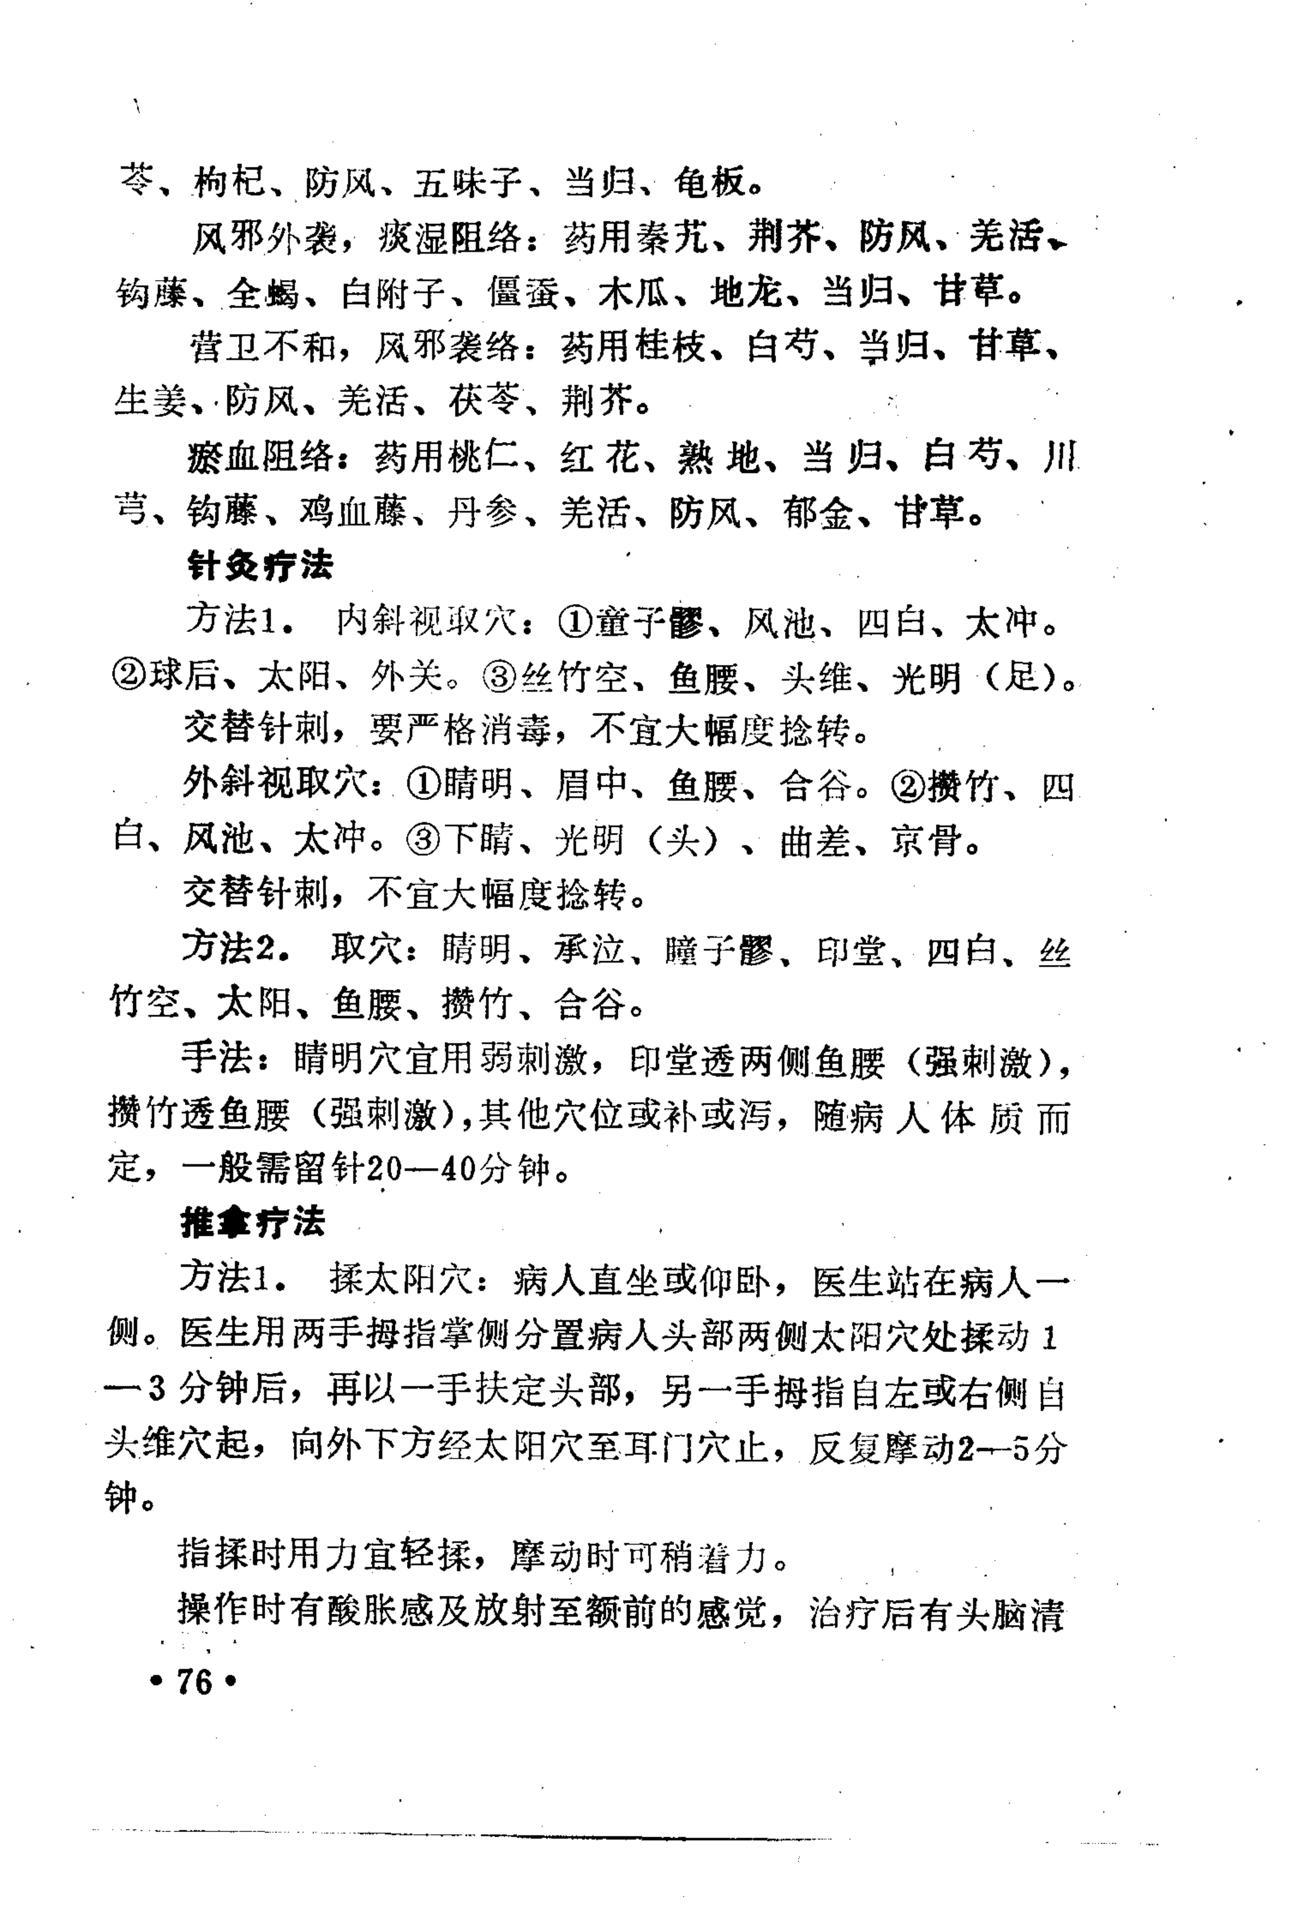 苓、枸杞、防风、五味子、当归、龟板。
风邪外袭，痰湿阻络：药用秦艽、荆芥、防风、羌活、
钩藤、全蝎、白附子、僵蚕、木瓜、地龙、当归、甘草。
营卫不和，风邪袭络：药用桂枝、白芍、当归、甘草、
生姜、防风、羌活、茯苓、荆芥。
瘀血阻络：药用桃仁、红花、熟地、当归、白芍、川
芎、钩藤、鸡血藤、丹参、羌活、防风、郁金、甘草。
针灸疗法
方法1． 内斜视取穴：①童子髎、风池、四白、太冲。
②球后、太阳、外关。③丝竹空、鱼腰、头维、光明（足）。
交替针刺，要严格消毒，不宜大幅度捻转。
外斜视取穴：①睛明、眉中、鱼腰、合谷。②攒竹、四
白、风池、太冲。③下睛、光明（头）、曲差、京骨。
交替针刺，不宜大幅度捻转。
方法2． 取穴：睛明、承泣、瞳子髎、印堂、四白、丝
竹空、太阳、鱼腰、攒竹、合谷。
手法：睛明穴宜用弱刺激，印堂透两侧鱼腰（强刺激），
攒竹透鱼腰（强刺激），其他穴位或补或泻，随病人体质而
定，一般需留针20—40分钟。
推拿疗法
方法1． 揉太阳穴：病人直坐或仰卧，医生站在病人一
侧。医生用两手拇指掌侧分置病人头部两侧太阳穴处揉动1
—3分钟后，再以一手扶定头部，另一手拇指自左或右侧自
头维穴起，向外下方经太阳穴至耳门穴止，反复摩动2—5分
钟。
指揉时用力宜轻揉，摩动时可稍着力。
操作时有酸胀感及放射至额前的感觉，治疗后有头脑清
•76•